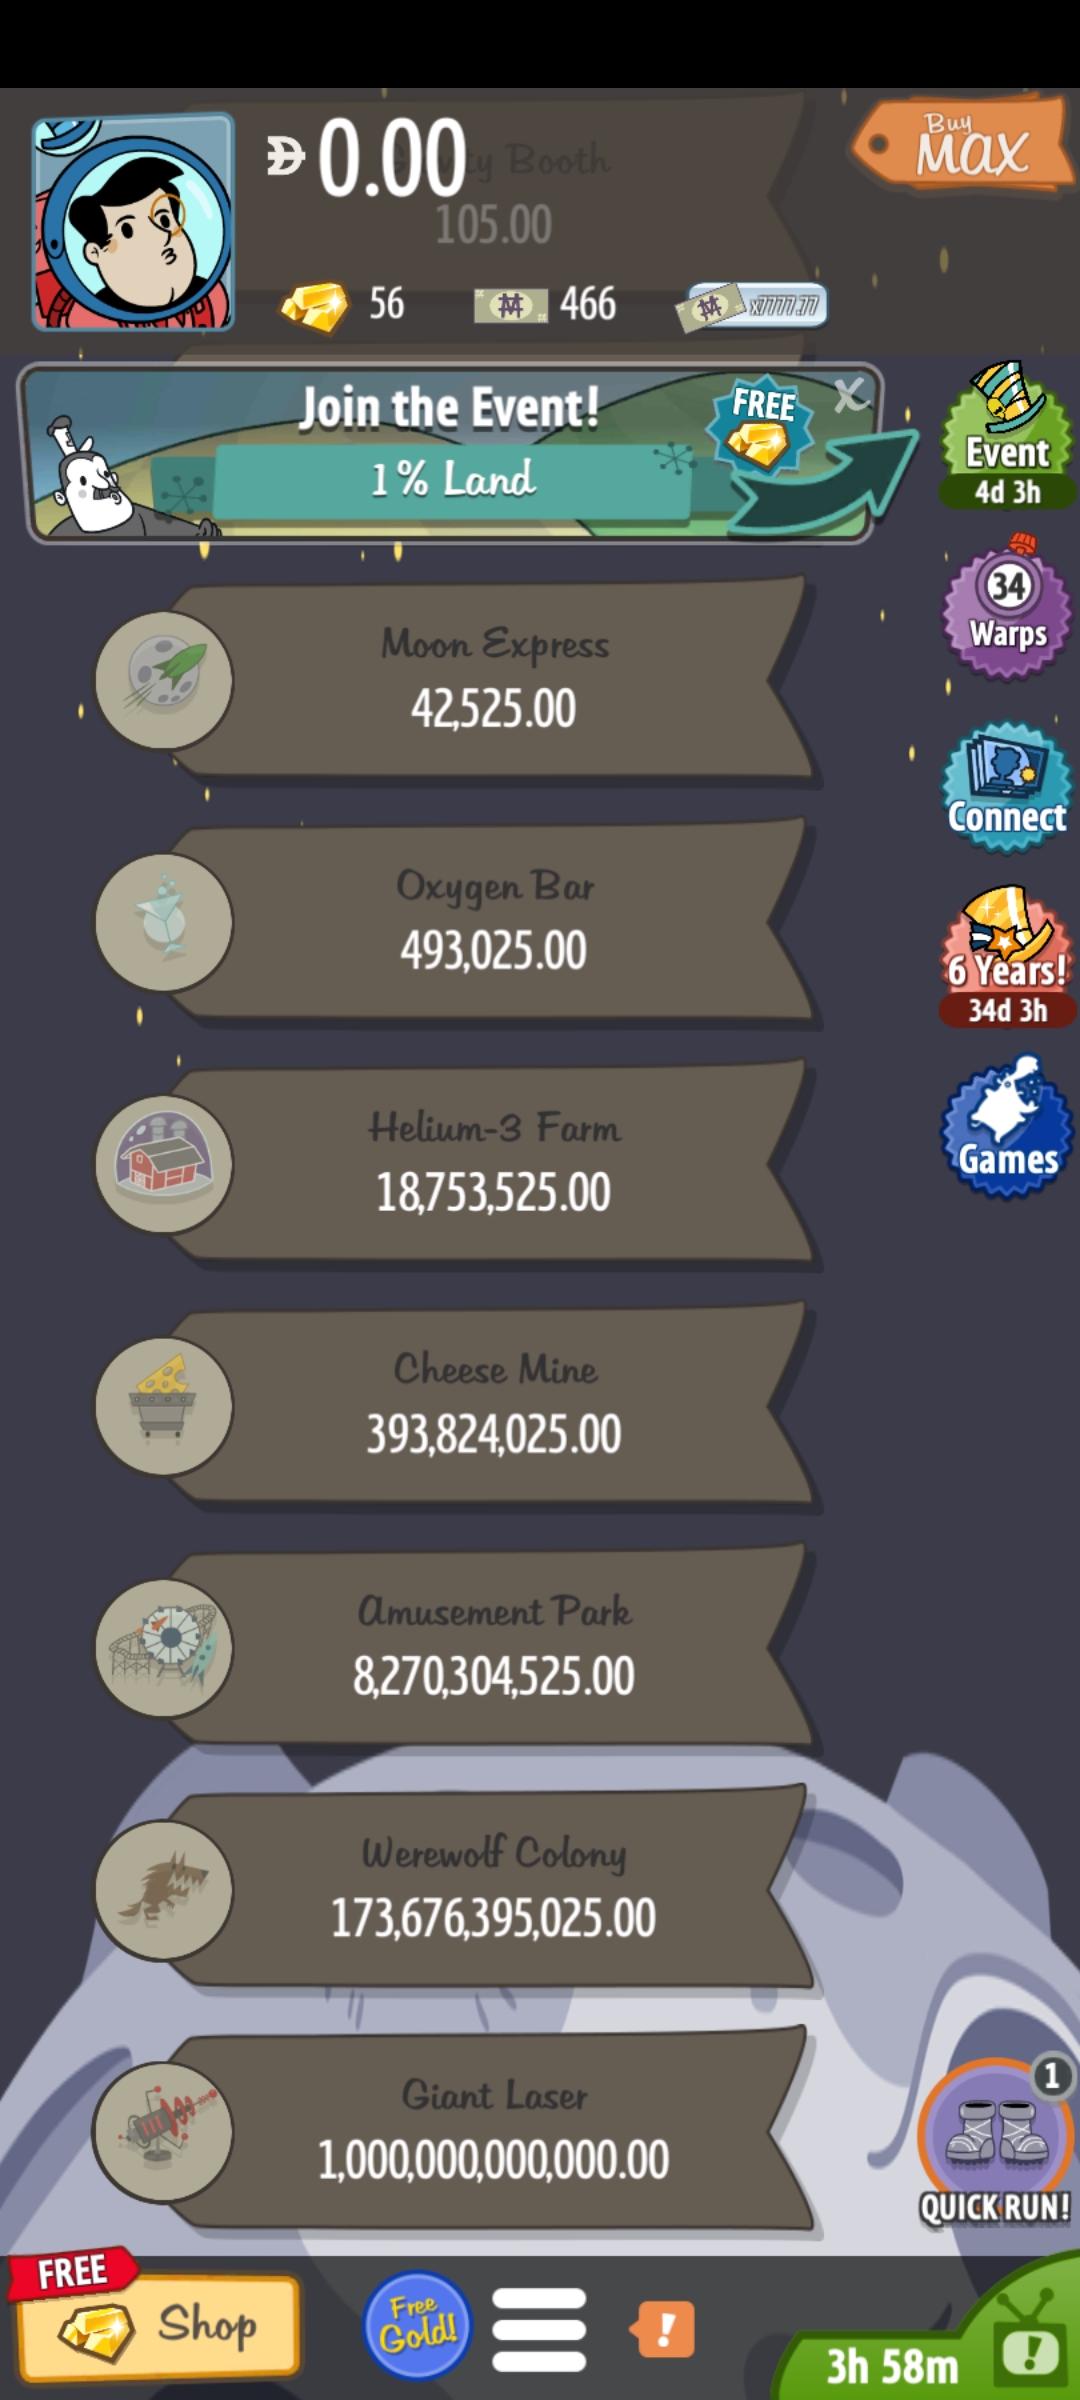 0.00
ty Booth
105.00
Buy
MAX
56
466
x7777.77
Join the Event!
1% Land
FREE
X
Event
4d 3h
Moon Express
42,525.00
34
Warps
Oxygen Bar
493,025.00
Connect
6 Years!
34d 3h
Helium-3 Farm
18,753,525.00
Games
Cheese Mine
393,824,025.00
Amusement Park
8,270,304,525.00
Werewolf Colony
173,676,395,025.00
Giant Laser
1,000,000,000,000.00
1
QUICK RUN!
FREE
Shop
Free
Gold!
!
3h 58m
!